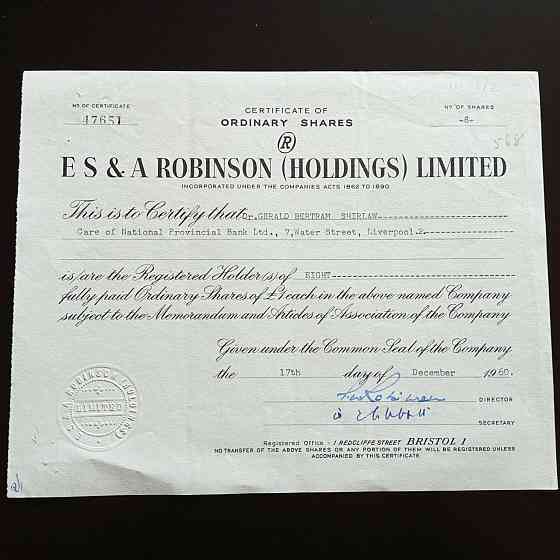 No OF CERTIFICATE
47651
CERTIFICATE OF
ORDINARY SHARES
No OF SHARES
-8-
568
R
E S & A ROBINSON (HOLDINGS) LIMITED
INCORPORATED UNDER THE COMPANIES ACTS 1862 TO 1890
This is to Certify that Dr. GERALD BERTRAM SHIRLAW
Care of National Provincial Bank Ltd., 7, Water Street, Liverpool 2.
is/are the Registered Holder(s) of EIGHT
fully paid Ordinary Shares of £1 each in the above named Company
subject to the Memorandum and Articles of Association of the Company
Given under the Common Seal of the Company
the 17th day of December 1960.
DIRECTOR
SECRETARY
E. S. & A. ROBINSON (HOLDINGS) LIMITED
Registered Office - 1 REDCLIFFE STREET BRISTOL 1
NO TRANSFER OF THE ABOVE SHARES OR ANY PORTION OF THEM WILL BE REGISTERED UNLESS
ACCOMPANIED BY THIS CERTIFICATE